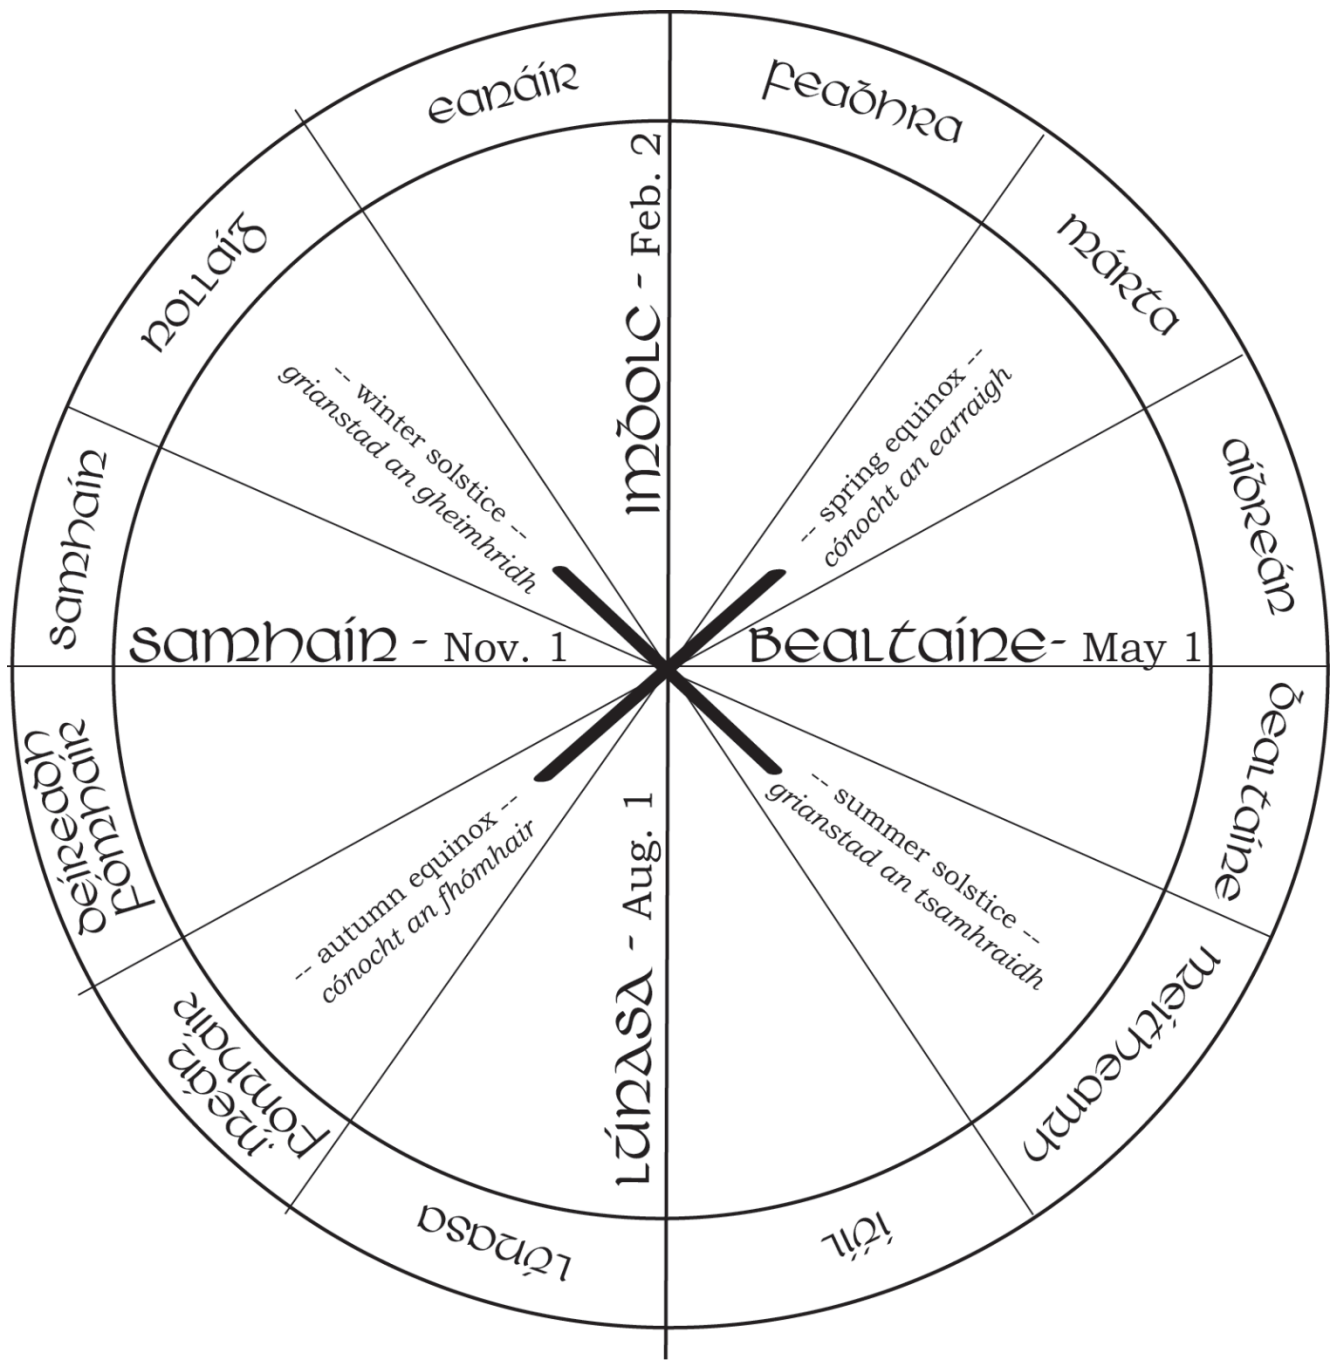 eanáir
feabhra
márta
aibreán
bealtaine
meitheamh
iúil
lúnasa
meán
fómhair
deireadh
fómhair
samhain
nollaig
IMBOLC - Feb. 2
BEALTAINE- May 1
LÚNASA - Aug. 1
SAMHAIN - Nov. 1
-- winter solstice --
grianstad an gheimhridh
-- spring equinox --
cónocht an earraigh
-- summer solstice --
grianstad an tsamhraidh
-- autumn equinox --
cónocht an fhómhair